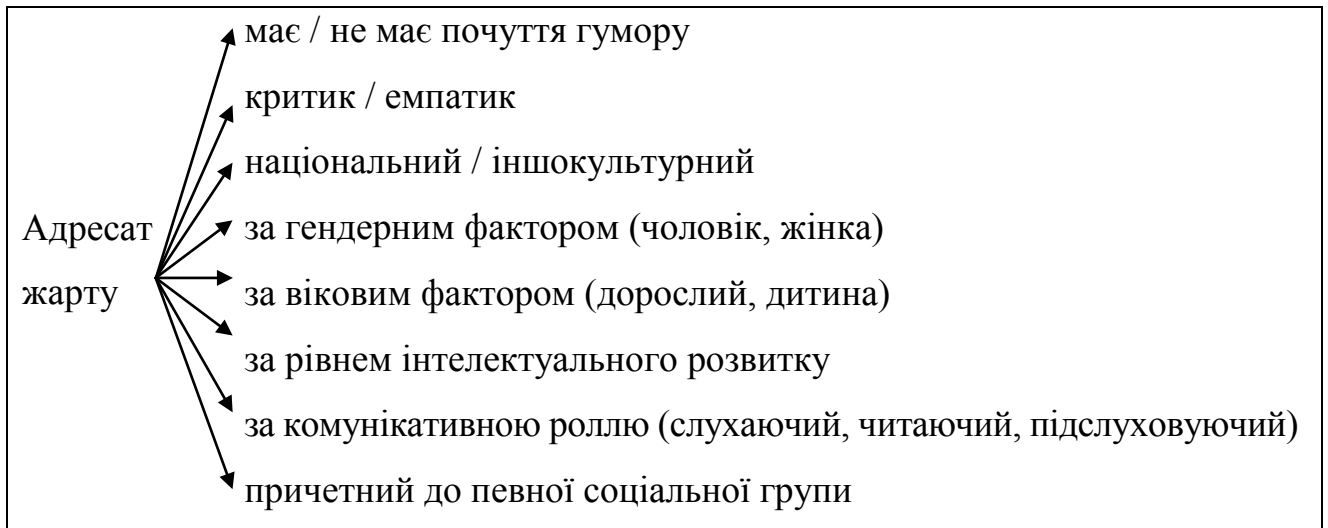 має / не має почуття гумору
критик / емпатик
національний / іншокультурний
Адресат
жарту
за гендерним фактором (чоловік, жінка)
за віковим фактором (дорослий, дитина)
за рівнем інтелектуального розвитку
за комунікативною роллю (слухаючий, читаючий, підслуховуючий)
причетний до певної соціальної групи